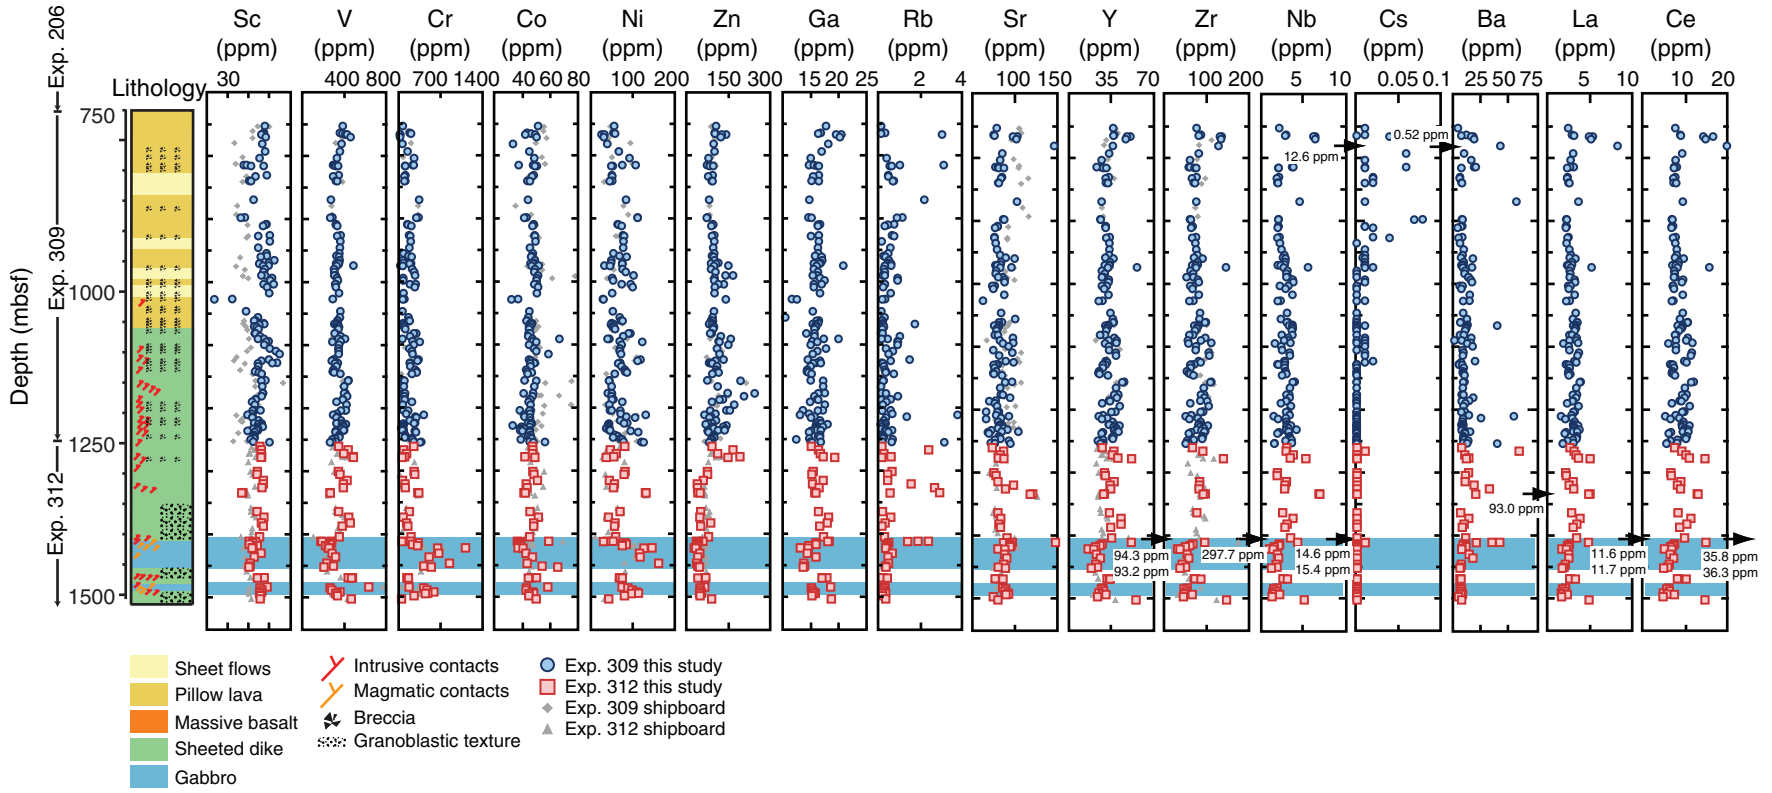 Sc V Cr Co Ni Zn Ga Rb Sr Y Zr Nb Cs Ba La Ce
(ppm) (ppm) (ppm) (ppm) (ppm) (ppm) (ppm) (ppm) (ppm) (ppm) (ppm) (ppm) (ppm) (ppm) (ppm) (ppm)
30 400 800 0 700 1400 0 40 60 80 100 200 0 150 300 15 20 25 2 4 100 150 35 70 100 200 5 10 0.05 0.1 25 50 75 5 10 10 20
Lithology
Depth (mbsf)
Exp. 206
Exp. 309
Exp. 312
750
1000
1250
1500
12.6 ppm
0.52 ppm
93.0 ppm
94.3 ppm
93.2 ppm
297.7 ppm
14.6 ppm
15.4 ppm
11.6 ppm
11.7 ppm
35.8 ppm
36.3 ppm
Sheet flows
Pillow lava
Massive basalt
Sheeted dike
Gabbro
Intrusive contacts
Magmatic contacts
Breccia
Granoblastic texture
Exp. 309 this study
Exp. 312 this study
Exp. 309 shipboard
Exp. 312 shipboard